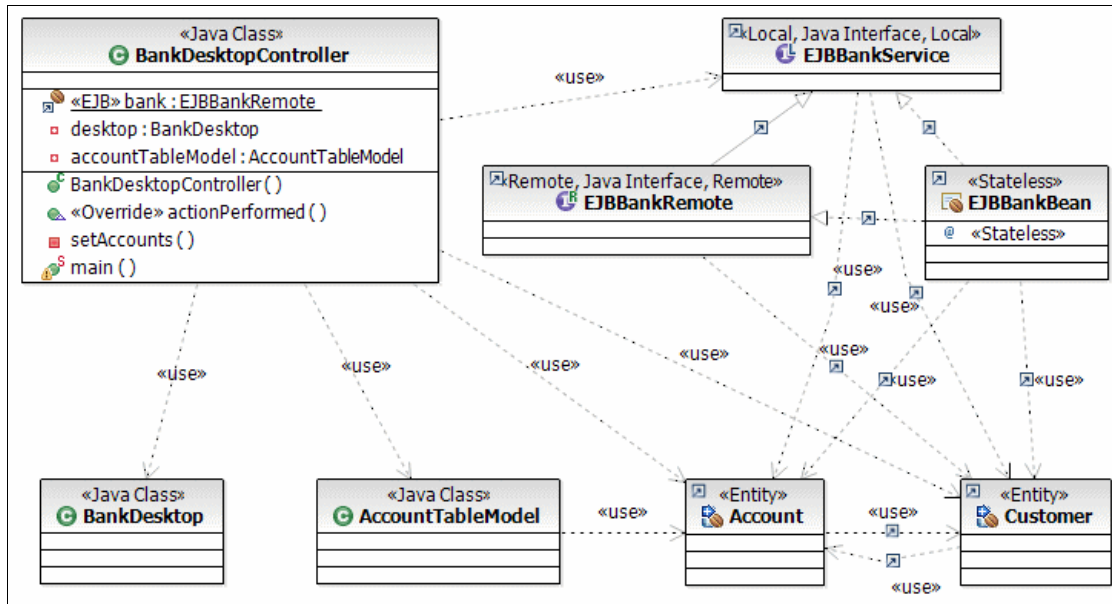 «Java Class»
BankDesktopController
«EJB» bank : EJBBankRemote
desktop : BankDesktop
accountTableModel : AccountTableModel
BankDesktopController ( )
«Override» actionPerformed ( )
setAccounts ( )
main ( )
«use»
«Local, Java Interface, Local»
EJBBankService
«Remote, Java Interface, Remote»
EJBBankRemote
«Stateless»
EJBBankBean
@ «Stateless»
«use»
«use»
«use»
«use»
«use»
«use»
«use»
«use»
«use»
«Java Class»
BankDesktop
«Java Class»
AccountTableModel
«use»
«Entity»
Account
«use»
«use»
«Entity»
Customer